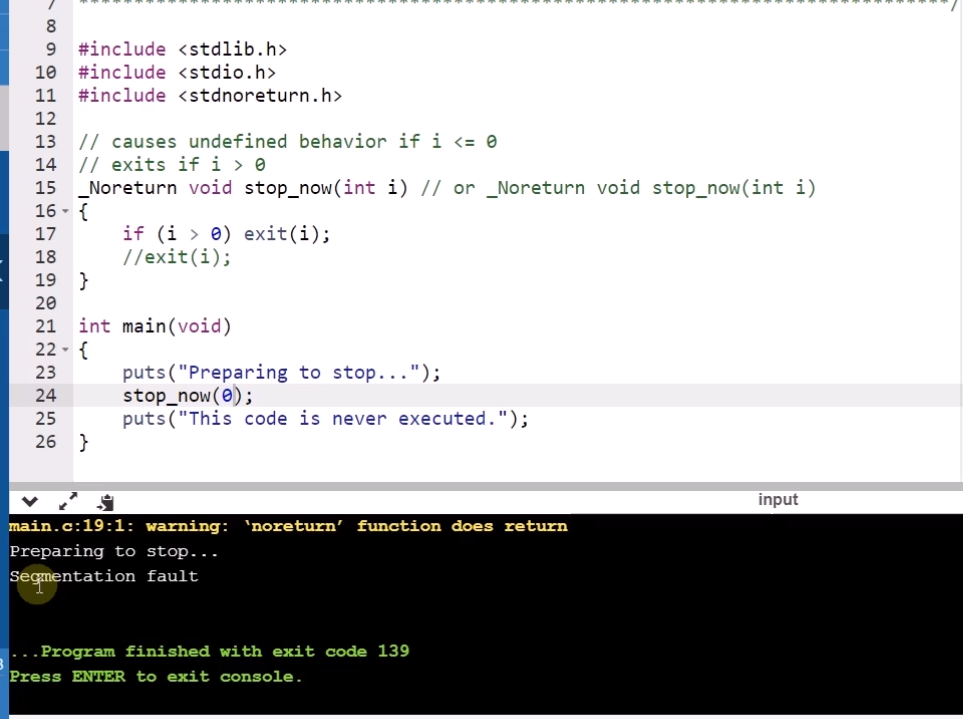 7 ******************************************************************************/
8
9 #include <stdlib.h>
10 #include <stdio.h>
11 #include <stdnoreturn.h>
12
13 // causes undefined behavior if i <= 0
14 // exits if i > 0
15 _Noreturn void stop_now(int i) // or _Noreturn void stop_now(int i)
16 {
17 if (i > 0) exit(i);
18 //exit(i);
19 }
20
21 int main(void)
22 {
23 puts("Preparing to stop...");
24 stop_now(0);
25 puts("This code is never executed.");
26 }
input
main.c:19:1: warning: ‘noreturn’ function does return
Preparing to stop...
Segmentation fault
...Program finished with exit code 139
Press ENTER to exit console.